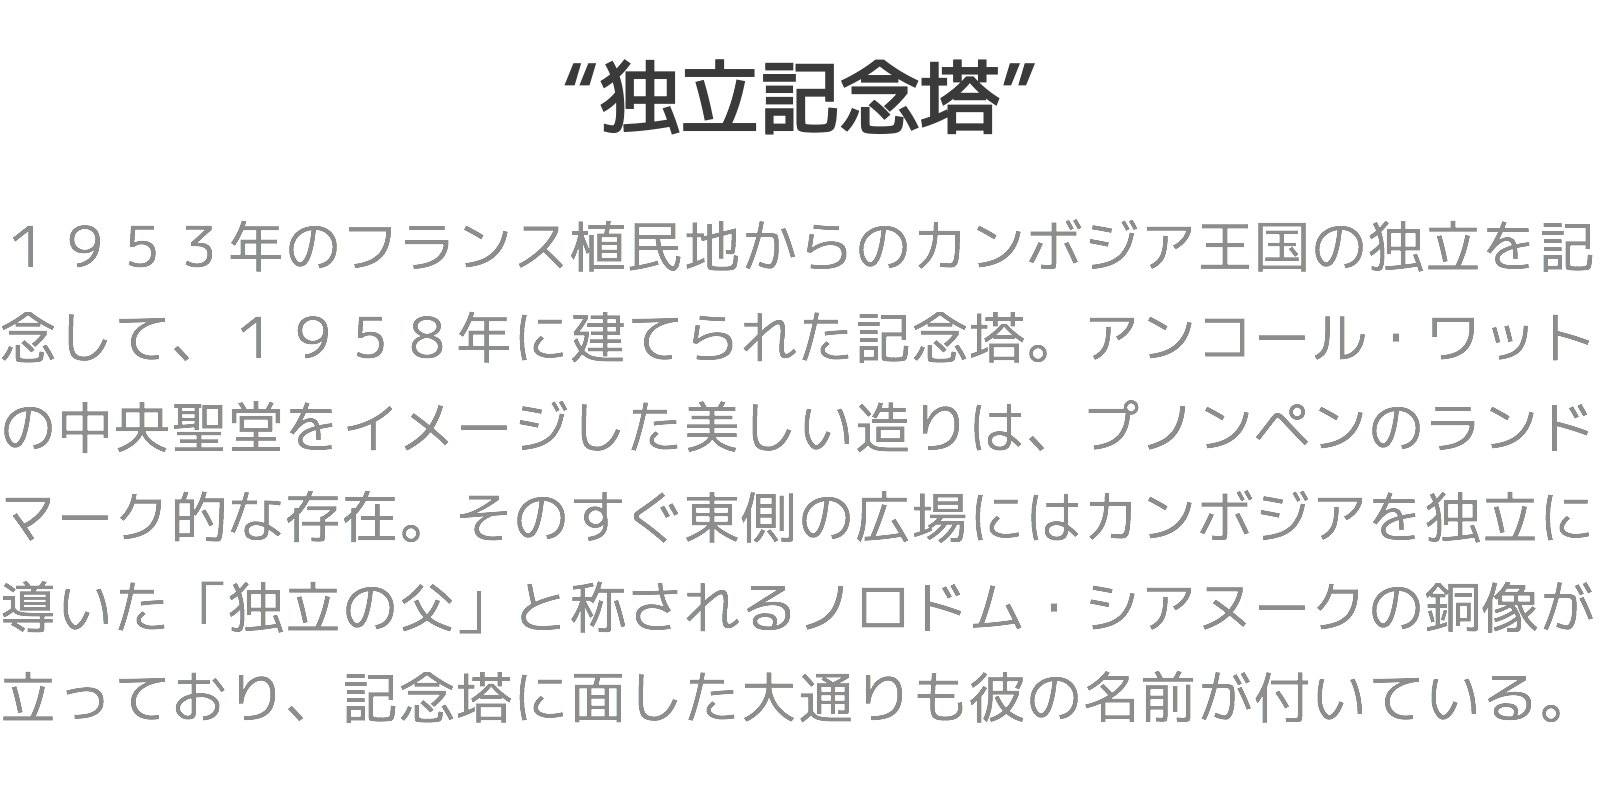 “独立記念塔”
１９５３年のフランス植民地からのカンボジア王国の独立を記
念して、１９５８年に建てられた記念塔。アンコール・ワット
の中央聖堂をイメージした美しい造りは、プノンペンのランド
マーク的な存在。そのすぐ東側の広場にはカンボジアを独立に
導いた「独立の父」と称されるノロドム・シアヌークの銅像が
立っており、記念塔に面した大通りも彼の名前が付いている。